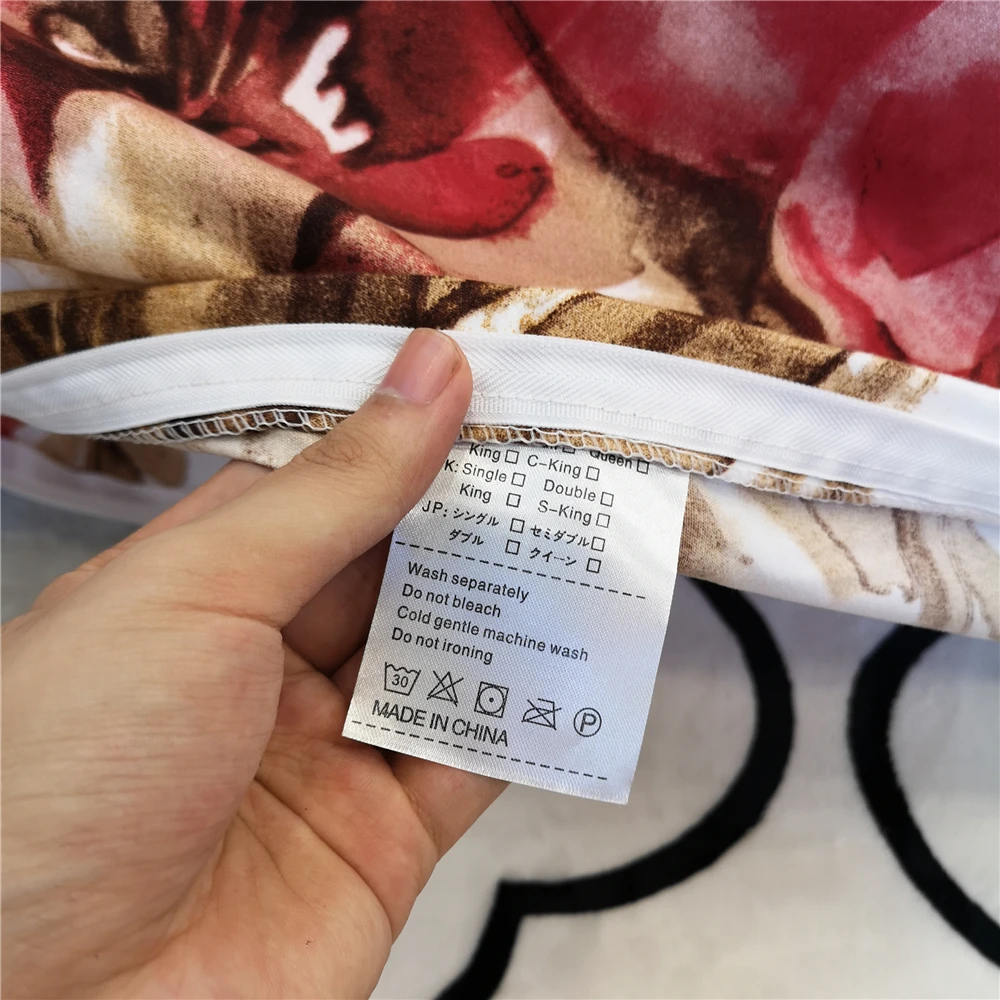 King□ C-King□ Queen□
K: Single□ Double□
King □ S-King□
JP: シングル □ セミダブル□
ダブル □ クイーン □
Wash separately
Do not bleach
Cold gentle machine wash
Do not ironing
30 P
MADE IN CHINA